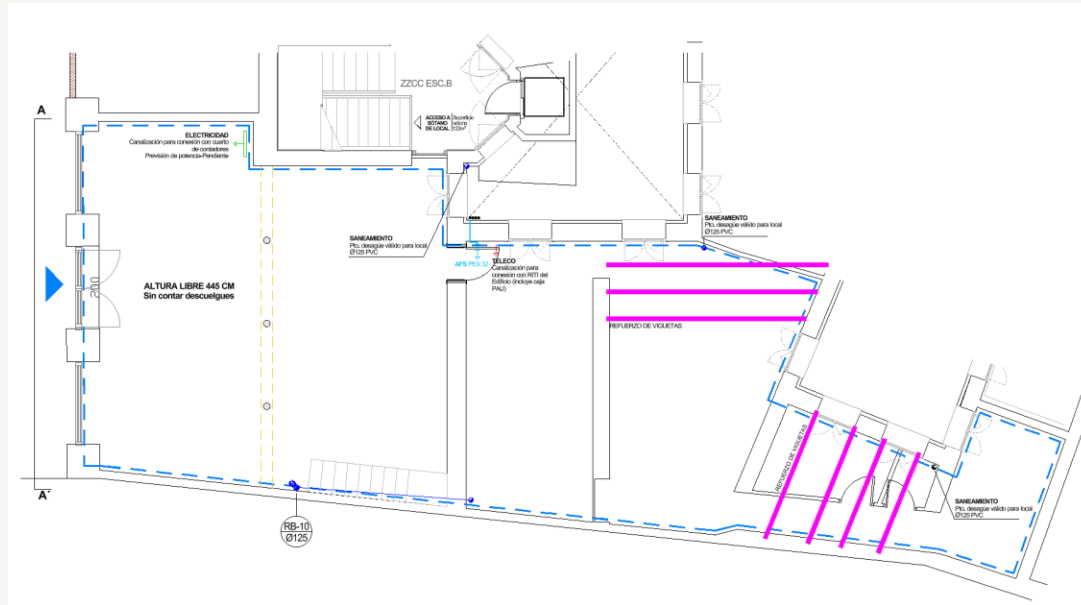 A
ELECTRICIDAD
Canalización para conexión con cuarto
de contadores
Previsión de potencia-Pendiente
ZZCC ESC.B
ACCESO A
SÓTANO
DE LOCAL
Superficie
SANEAMIENTO
Pto. desagüe válido para local
Ø125 PVC
SANEAMIENTO
Pto. desagüe válido para local
Ø125 PVC
AFS PEX 32
TELECO
Canalización para
conexión con RITI del
Edificio (incluye caja
PAU)
ALTURA LIBRE 445 CM
Sin contar descuelgues
200
REFUERZO DE VIGUETAS
REFUERZO DE VIGUETAS
SANEAMIENTO
Pto. desagüe válido para local
Ø125 PVC
A´
RB-10
Ø125